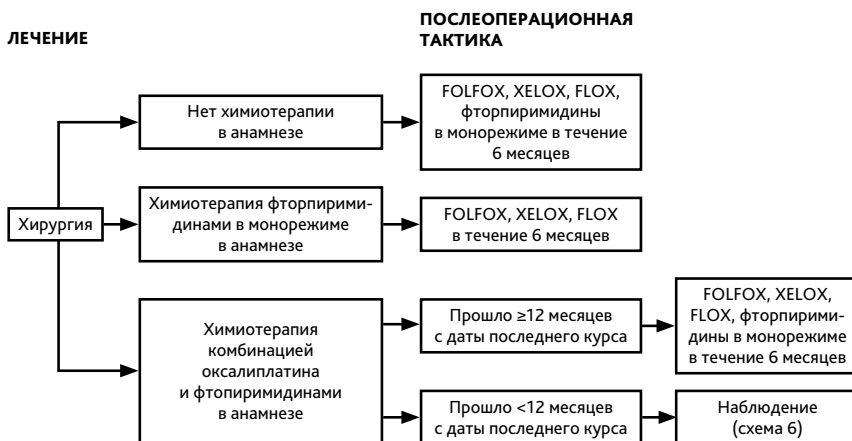 ЛЕЧЕНИЕ
ПОСЛЕОПЕРАЦИОННАЯ
ТАКТИКА
Нет химиотерапии
в анамнезе
FOLFOX, XELOX, FLOX,
фторпиримидины
в монорежиме в течение
6 месяцев
Хирургия
Химиотерапия фторпирими-
динами в монорежиме
в анамнезе
FOLFOX, XELOX, FLOX
в течение 6 месяцев
Химиотерапия
комбинацией
оксалиплатина
и фтопиримидинами
в анамнезе
Прошло ≥12 месяцев
с даты последнего курса
FOLFOX, XELOX,
FLOX, фторпирими-
дины в монорежиме
в течение 6 месяцев
Прошло <12 месяцев
с даты последнего курса
Наблюдение
(схема 6)